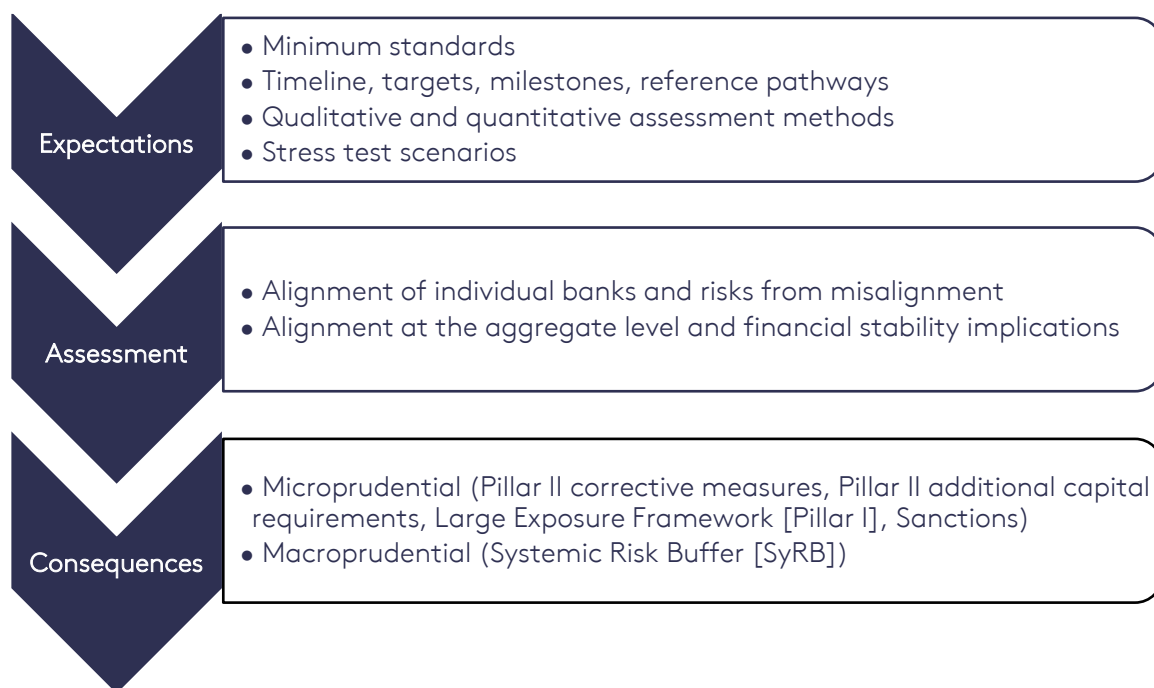 Expectations
• Minimum standards
• Timeline, targets, milestones, reference pathways
• Qualitative and quantitative assessment methods
• Stress test scenarios
Assessment
• Alignment of individual banks and risks from misalignment
• Alignment at the aggregate level and financial stability implications
Consequences
• Microprudential (Pillar II corrective measures, Pillar II additional capital
requirements, Large Exposure Framework [Pillar I], Sanctions)
• Macroprudential (Systemic Risk Buffer [SyRB])